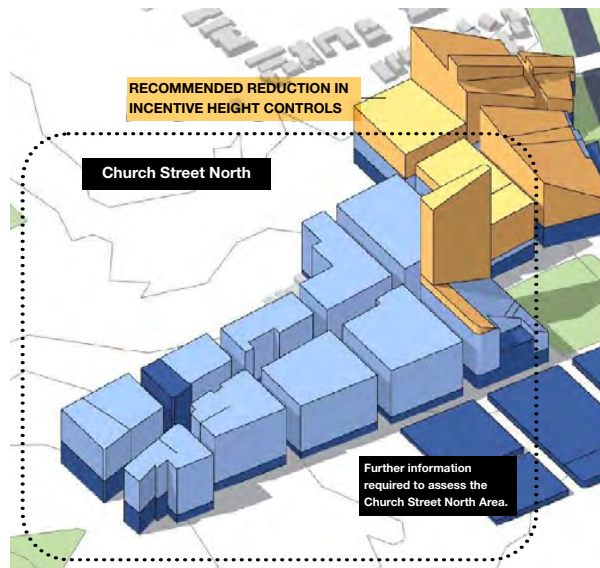 RECOMMENDED REDUCTION IN
INCENTIVE HEIGHT CONTROLS
Church Street North
Further information
required to assess the
Church Street North Area.